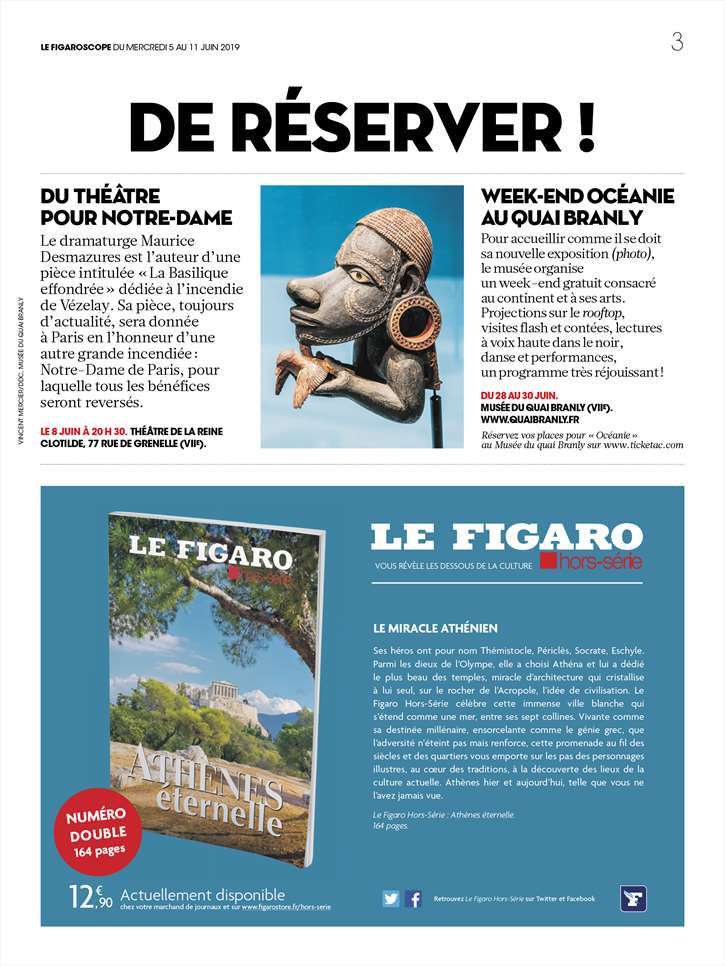 LE FIGAROSCOPE DU MERCREDI 5 AU 11 JUIN 2019
3
DE RÉSERVER !
DU THÉÂTRE
POUR NOTRE-DAME
Le dramaturge Maurice
Desmazures est l'auteur d'une
pièce intitulée « La Basilique
effondrée » dédiée à l'incendie
de Vézelay. Sa pièce, toujours
d'actualité, sera donnée
à Paris en l'honneur d'une
autre grande incendiée :
Notre-Dame de Paris, pour
laquelle tous les bénéfices
seront reversés.
LE 8 JUIN À 20 H 30. THÉÂTRE DE LA REINE
CLOTILDE, 77 RUE DE GRENELLE (VIIE).
VINCENT MERCIER/DDC, MUSÉE DU QUAI BRANLY
WEEK-END OCÉANIE
AU QUAI BRANLY
Pour accueillir comme il se doit
sa nouvelle exposition (photo),
le musée organise
un week-end gratuit consacré
au continent et à ses arts.
Projections sur le rooftop,
visites flash et contées, lectures
à voix haute dans le noir,
danse et performances,
un programme très réjouissant !
DU 28 AU 30 JUIN.
MUSÉE DU QUAI BRANLY (VIIE).
WWW.QUAIBRANLY.FR
Réservez vos places pour « Océanie »
au Musée du quai Branly sur www.ticketac.com
LE FIGARO
hors-série
ATHÈNES
éternelle
NUMÉRO
DOUBLE
164 pages
LE FIGARO
hors-série
VOUS RÉVÈLE LES DESSOUS DE LA CULTURE
LE MIRACLE ATHÉNIEN
Ses héros ont pour nom Thémistocle, Périclès, Socrate, Eschyle.
Parmi les dieux de l'Olympe, elle a choisi Athéna et lui a dédié
le plus beau des temples, miracle d'architecture qui cristallise
à lui seul, sur le rocher de l'Acropole, l'idée de civilisation. Le
Figaro Hors-Série célèbre cette immense ville blanche qui
s'étend comme une mer, entre ses sept collines. Vivante comme
sa destinée millénaire, ensorcelante comme le génie grec, que
l'adversité n'éteint pas mais renforce, cette promenade au fil des
siècles et des quartiers vous emporte sur les pas des personnages
illustres, au cœur des traditions, à la découverte des lieux de la
culture actuelle. Athènes hier et aujourd'hui, telle que vous ne
l'avez jamais vue.
Le Figaro Hors-Série : Athènes éternelle.
164 pages.
12€,90 Actuellement disponible
chez votre marchand de journaux et sur www.figarostore.fr/hors-serie
Retrouvez Le Figaro Hors-Série sur Twitter et Facebook